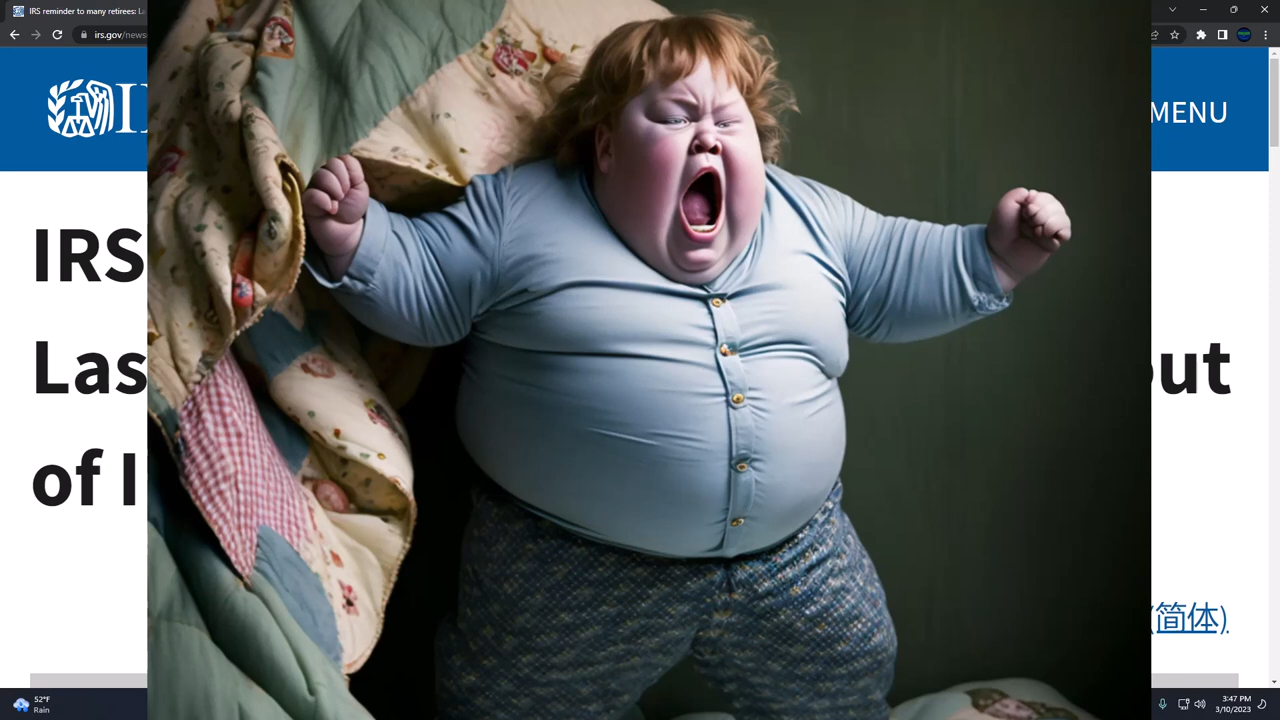 IRS reminder to many retirees: La
irs.gov/news
MENU
IRS
Las
out
of I
(简体)
52°F
Rain
3:47 PM
3/10/2023